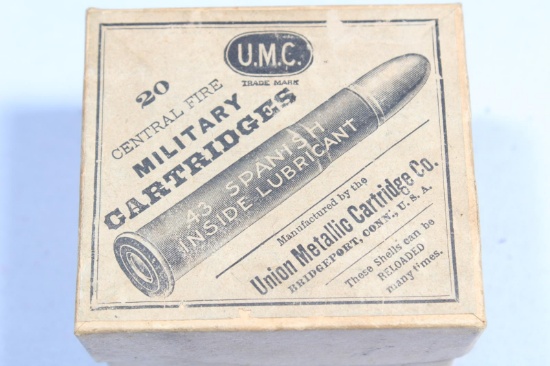 U.M.C.
TRADE MARK
20
CENTRAL FIRE
MILITARY
CARTRIDGES
43 SPANISH
INSIDE LUBRICANT
Manufactured by the
Union Metallic Cartridge Co.
BRIDGEPORT, CONN., U.S.A.
These Shells can be
RELOADED
many times.